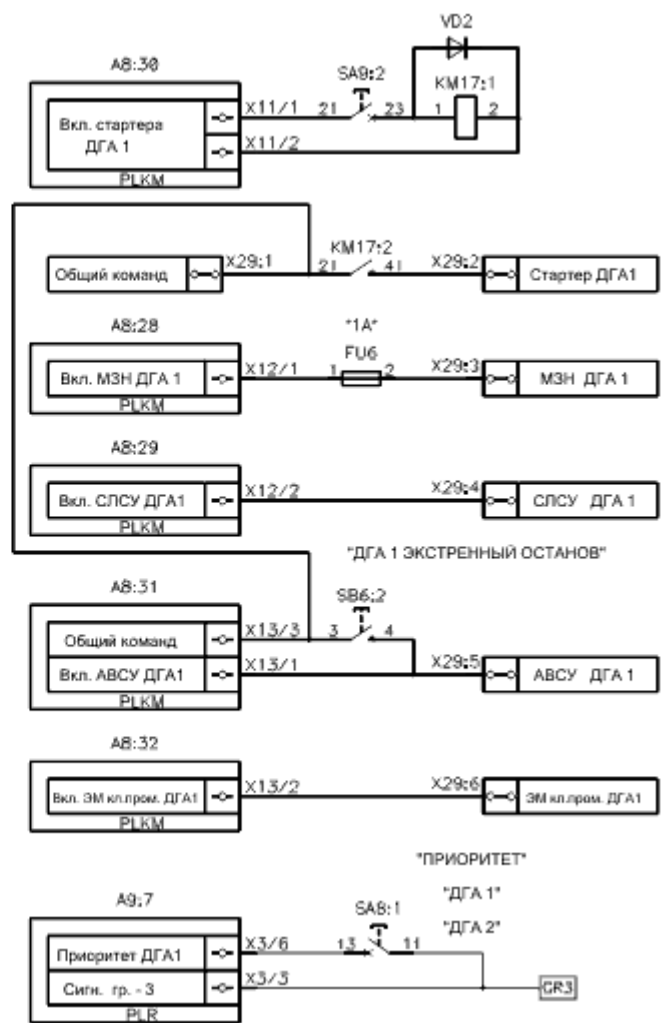 VD2
A8:30
SA9:2
KM17:1
Вкл. стартера ДГА 1
X11/1 21 23 1 2
X11/2
PLKM
Общий команд X29:1 21 KM17:2 41 X29:2 Стартер ДГА1
A8:28
"1A"
FU6
Вкл. МЗН ДГА 1 X12/1 1 2 X29:3 МЗН ДГА 1
PLKM
A8:29
Вкл. СЛСУ ДГА1 X12/2 X29:4 СЛСУ ДГА 1
PLKM
"ДГА 1 ЭКСТРЕННЫЙ ОСТАНОВ"
A8:31
SB6:2
Общий команд X13/3 3 4
Вкл. АВСУ ДГА1 X13/1 X29:5 АВСУ ДГА 1
PLKM
A8:32
Вкл. ЭМ кл.пром. ДГА1 X13/2 X29:6 ЭМ кл.пром. ДГА1
PLKM
"ПРИОРИТЕТ"
A9:7
SA8:1
"ДГА 1"
"ДГА 2"
Приоритет ДГА1 X3/6 13 11
Сигн. гр. - 3 X3/3 GR3
PLR